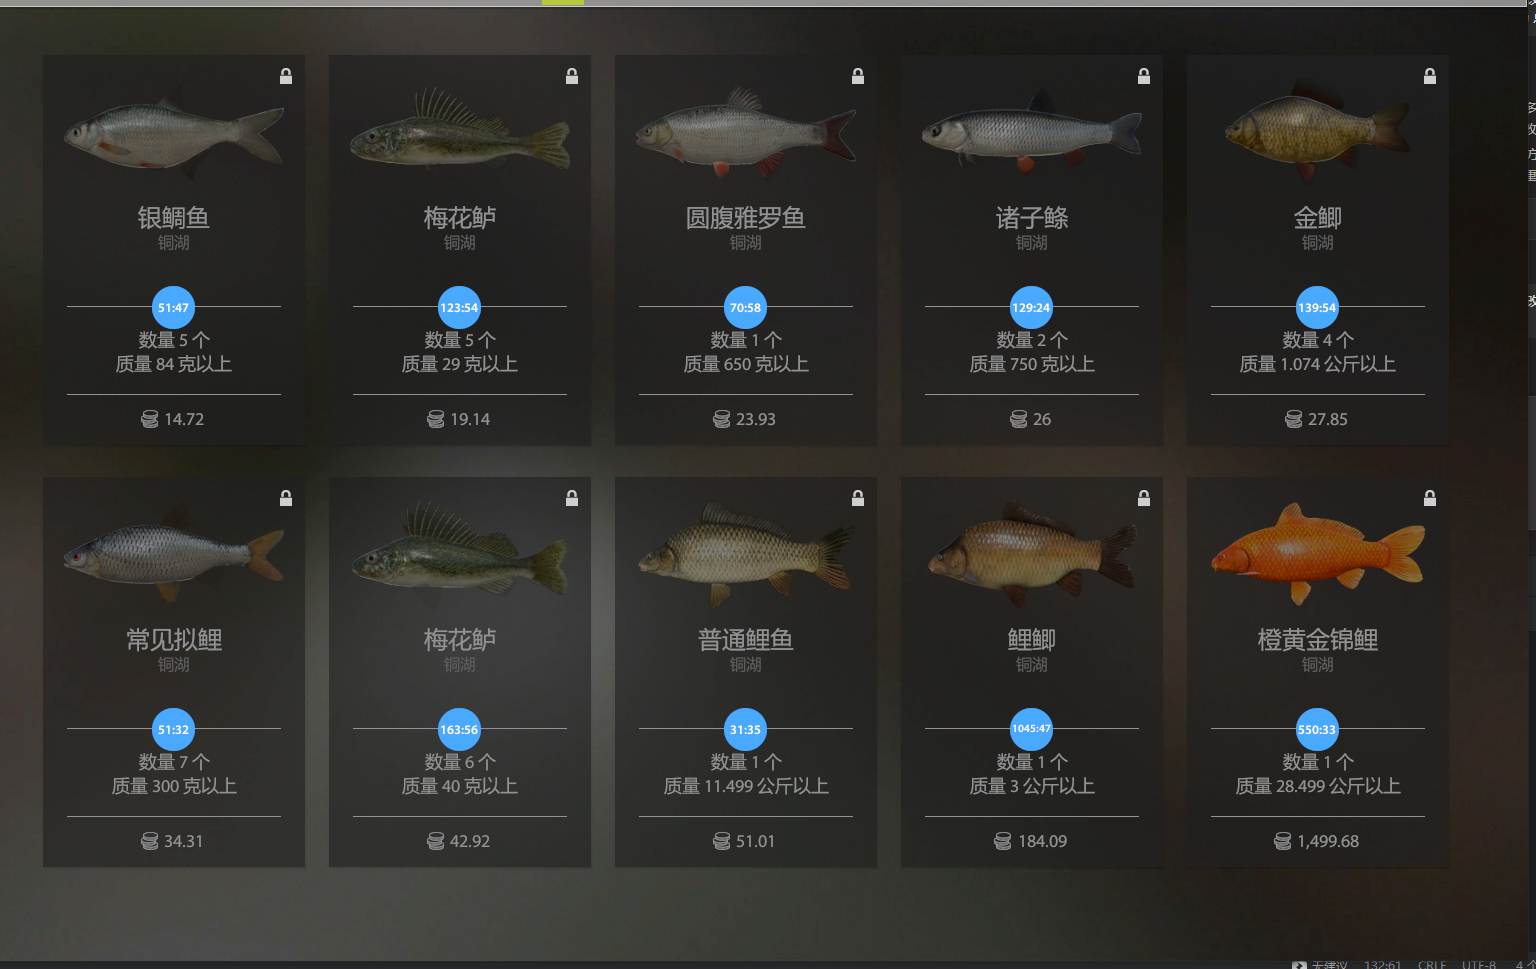 银鲷鱼
铜湖
51:47
数量 5 个
质量 84 克以上
14.72
梅花鲈
铜湖
123:54
数量 5 个
质量 29 克以上
19.14
圆腹雅罗鱼
铜湖
70:58
数量 1 个
质量 650 克以上
23.93
诸子鲦
铜湖
129:24
数量 2 个
质量 750 克以上
26
金鲫
铜湖
139:54
数量 4 个
质量 1.074 公斤以上
27.85
常见拟鲤
铜湖
51:32
数量 7 个
质量 300 克以上
34.31
梅花鲈
铜湖
163:56
数量 6 个
质量 40 克以上
42.92
普通鲤鱼
铜湖
31:35
数量 1 个
质量 11.499 公斤以上
51.01
鲤鲫
铜湖
1045:47
数量 1 个
质量 3 公斤以上
184.09
橙黄金锦鲤
铜湖
550:33
数量 1 个
质量 28.499 公斤以上
1,499.68
无建议 132:61 CRLF UTF-8 4